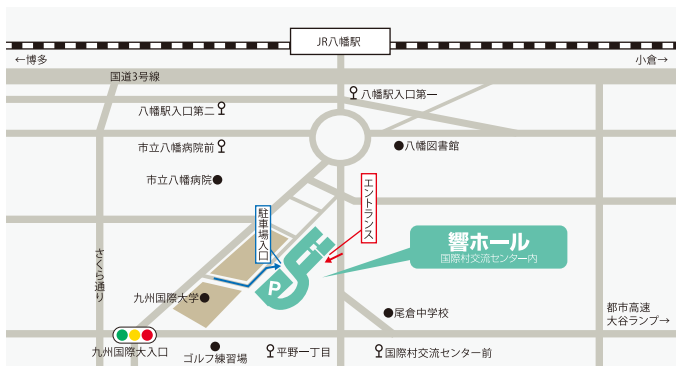 JR八幡駅
←博多
小倉→
国道3号線
八幡駅入口第一
八幡駅入口第二
市立八幡病院前
八幡図書館
市立八幡病院
エントランス
駐車場入口
響ホール
国際村交流センター内
さくら通り
P
九州国際大学
尾倉中学校
都市高速
大谷ランプ→
九州国際大入口
ゴルフ練習場
平野一丁目
国際村交流センター前